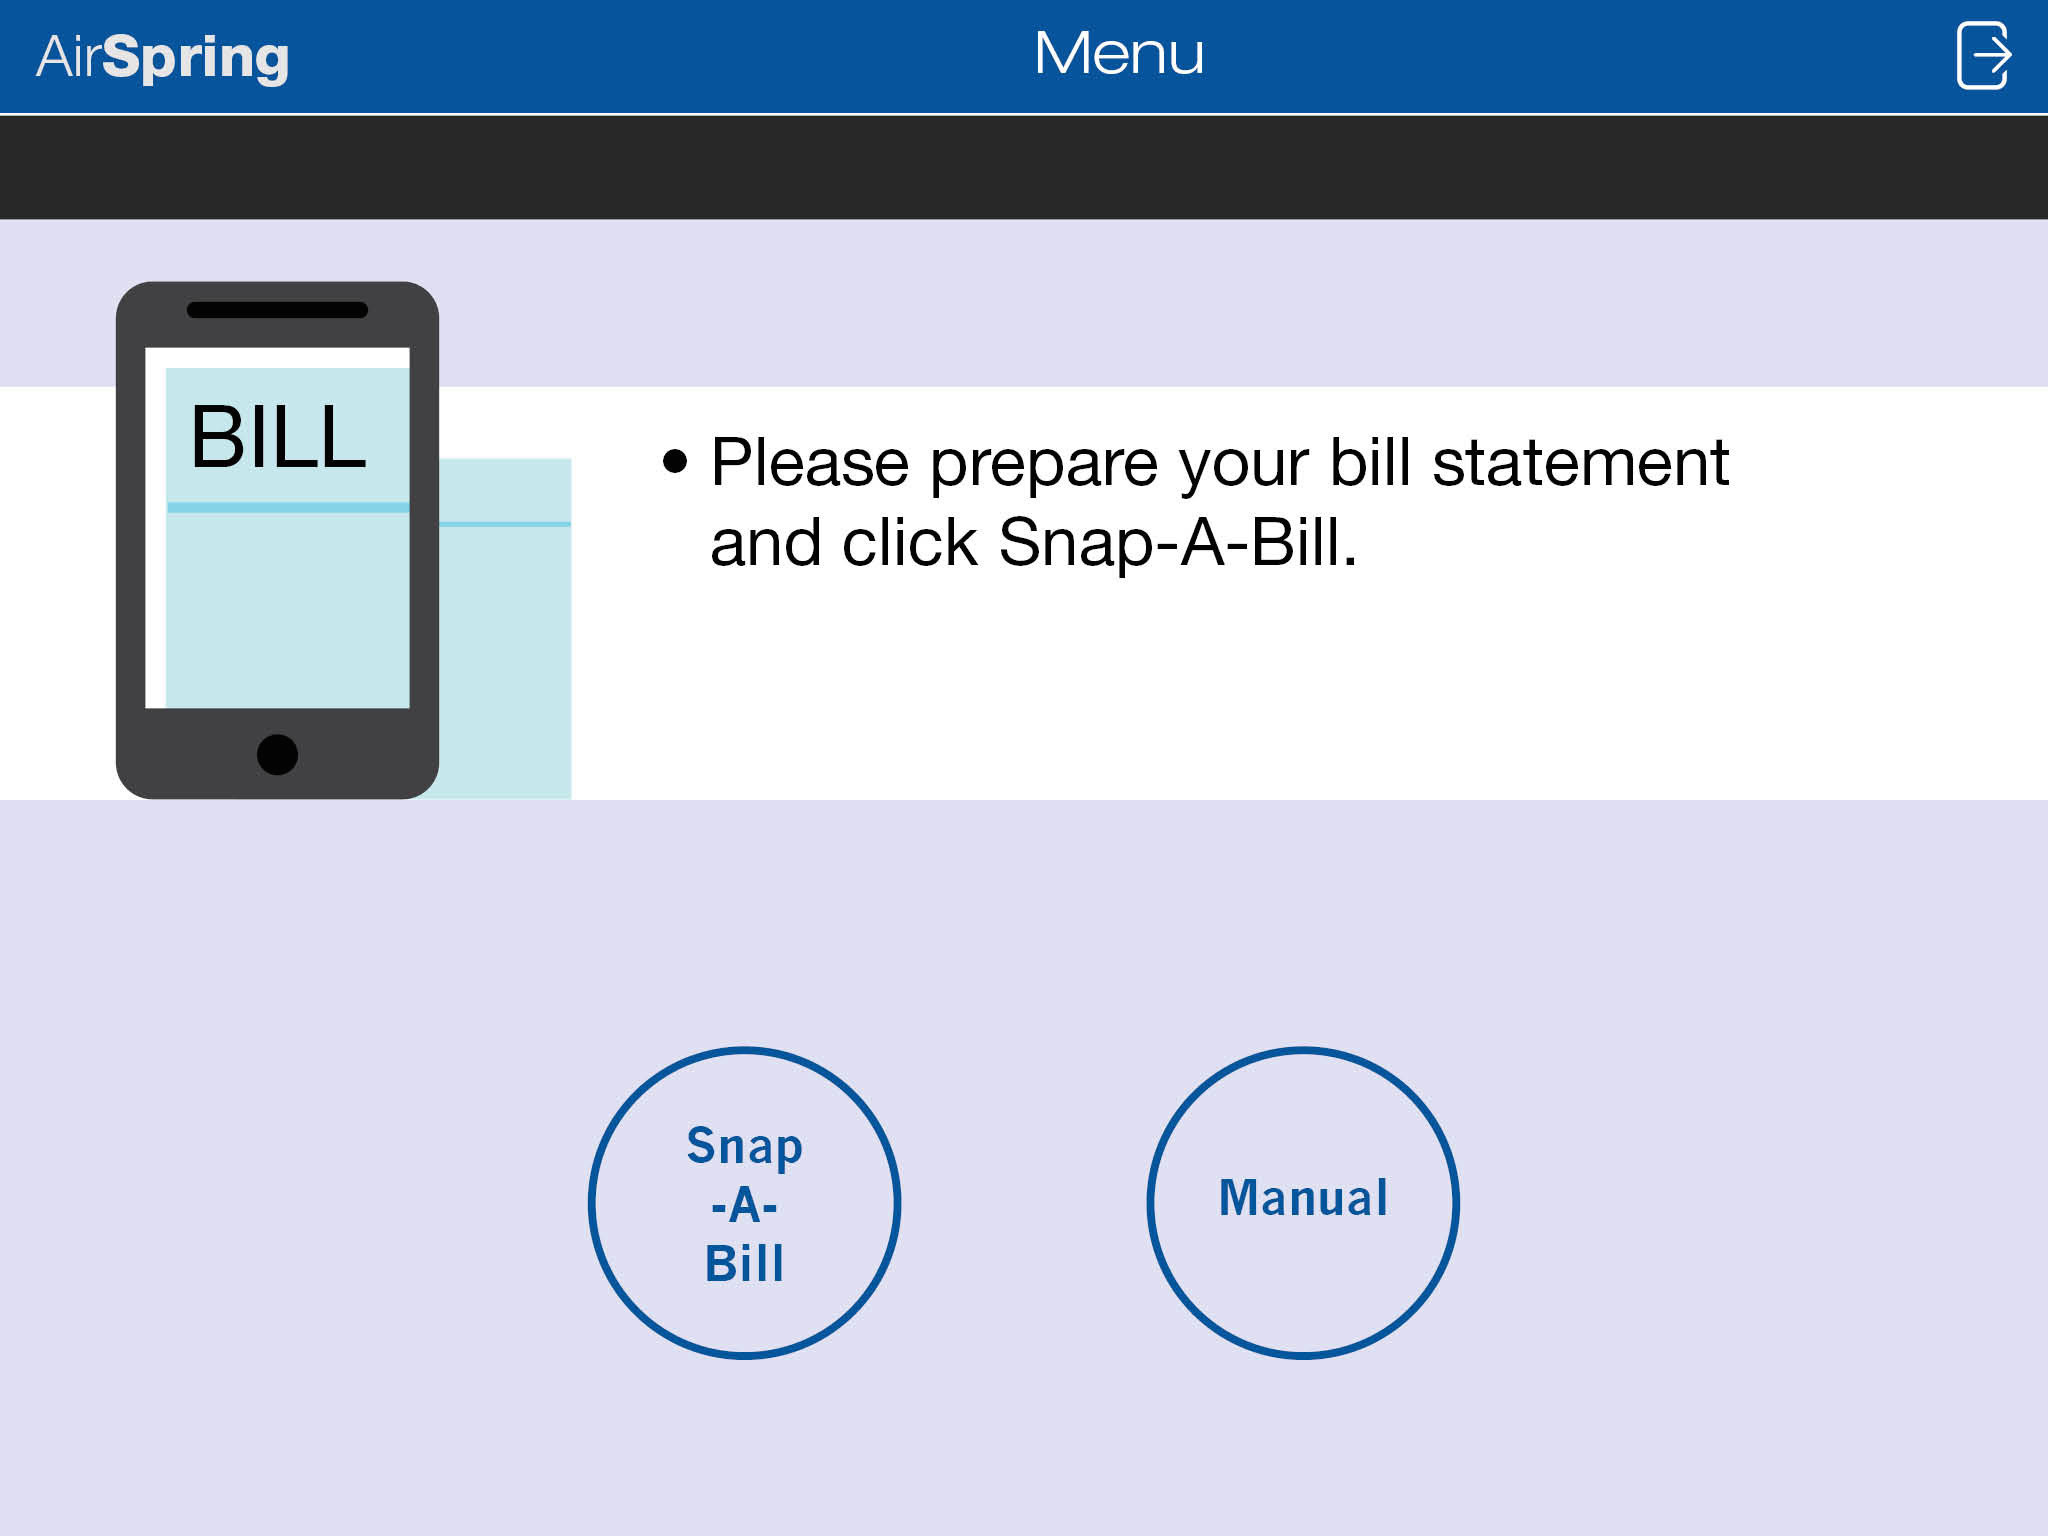 AirSpring
Menu
BILL
• Please prepare your bill statement
and click Snap-A-Bill.
Snap
-A-
Bill
Manual